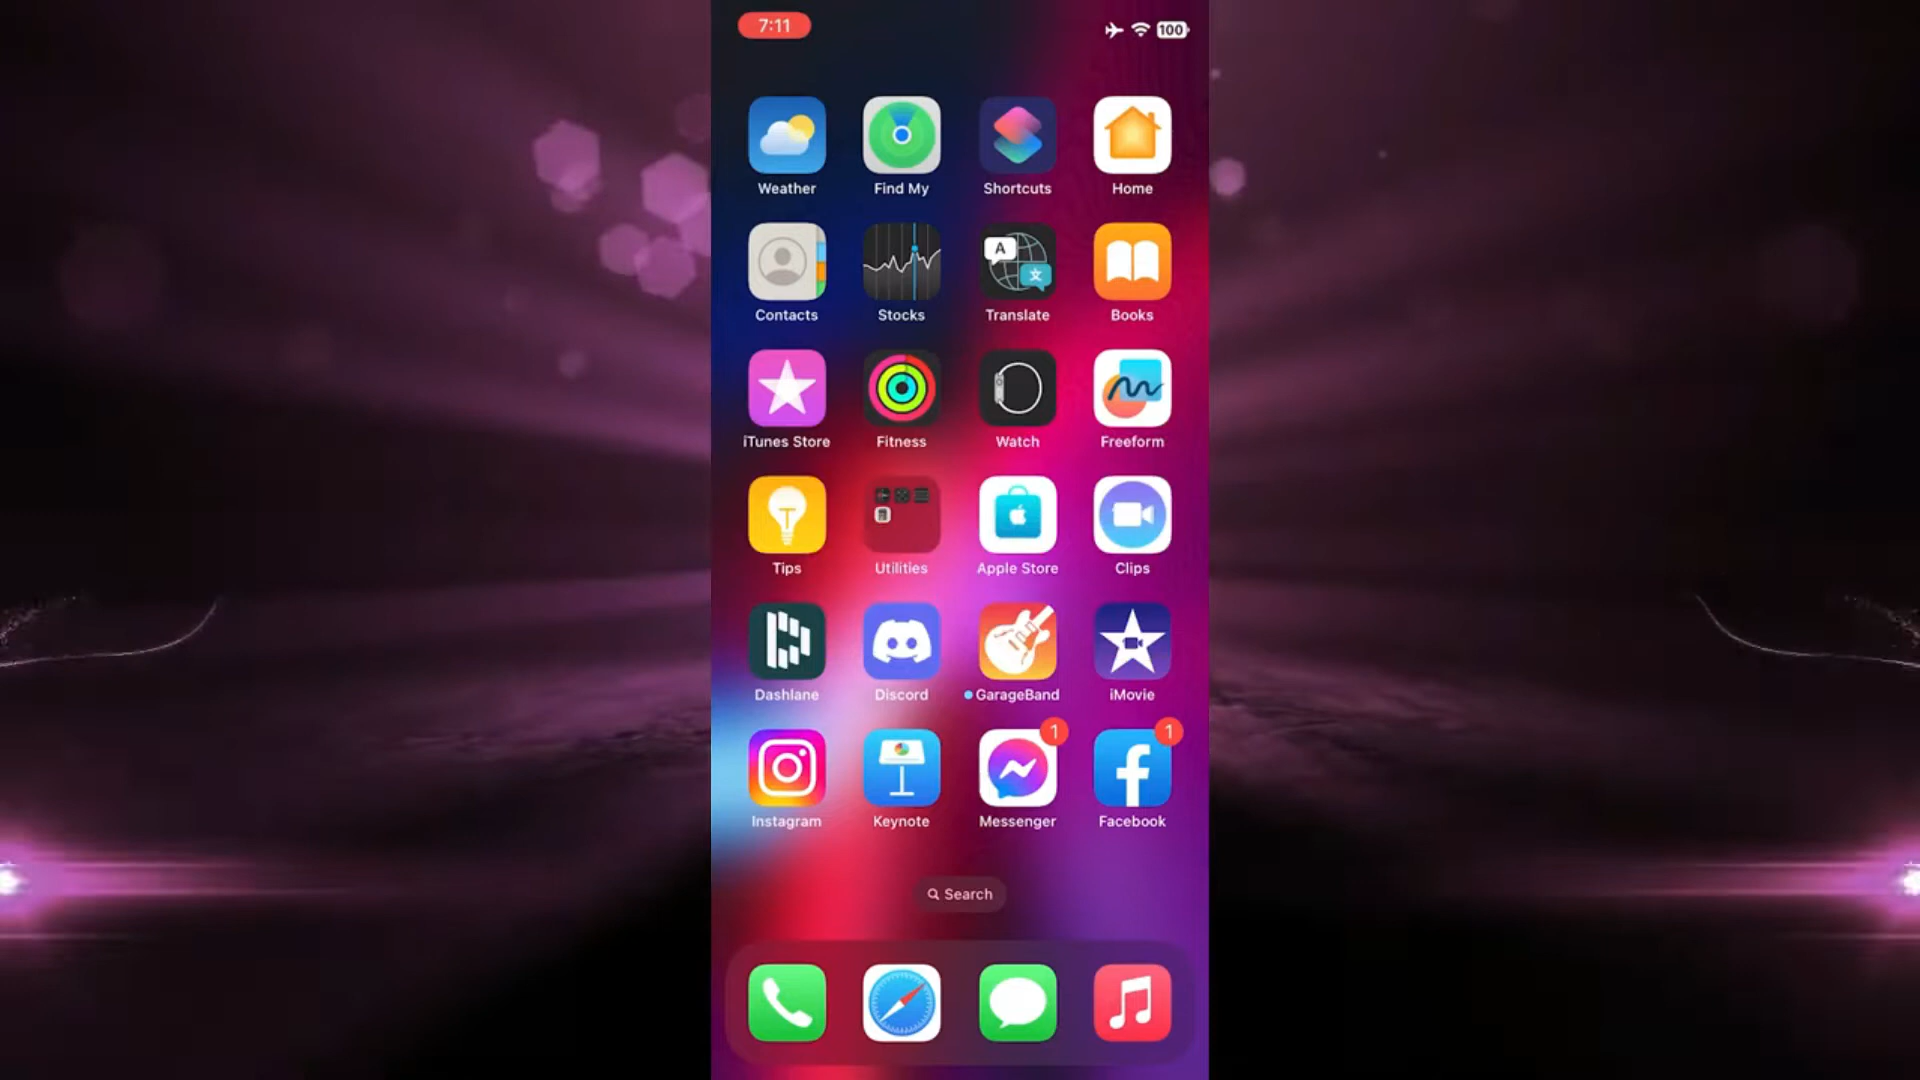 7:11
100
Weather Find My Shortcuts Home
A
文
Contacts Stocks Translate Books
iTunes Store Fitness Watch Freeform
Tips Utilities Apple Store Clips
Dashlane Discord GarageBand iMovie
1 1
Instagram Keynote Messenger Facebook
Search